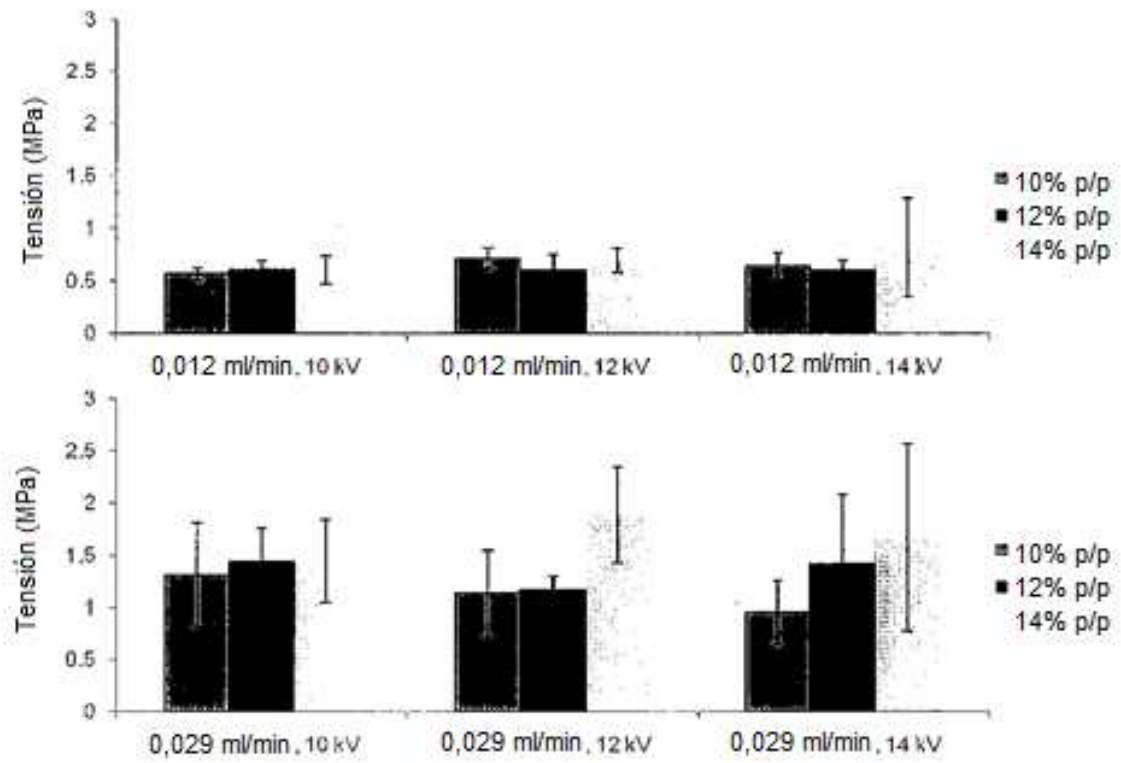 3
2.5
2
1.5
1
0.5
0
Tensión (MPa)
0,012 ml/min, 10 kV
0,012 ml/min, 12 kV
0,012 ml/min, 14 kV
10% p/p
12% p/p
14% p/p
3
2.5
2
1.5
1
0.5
0
Tensión (MPa)
0,029 ml/min, 10 kV
0,029 ml/min, 12 kV
0,029 ml/min, 14 kV
10% p/p
12% p/p
14% p/p